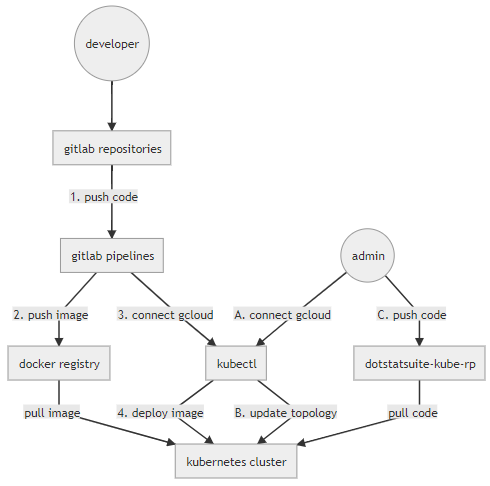 developer
gitlab repositories
1. push code
gitlab pipelines
admin
2. push image
3. connect gcloud
A. connect gcloud
C. push code
docker registry
kubectl
dotstatsuite-kube-rp
pull image
4. deploy image
B. update topology
pull code
kubernetes cluster